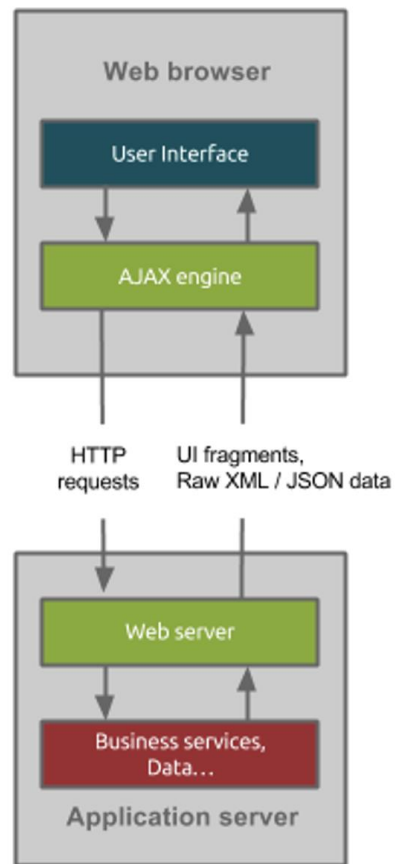 Web browser
User Interface
AJAX engine
HTTP
requests
UI fragments,
Raw XML / JSON data
Web server
Business services,
Data...
Application server